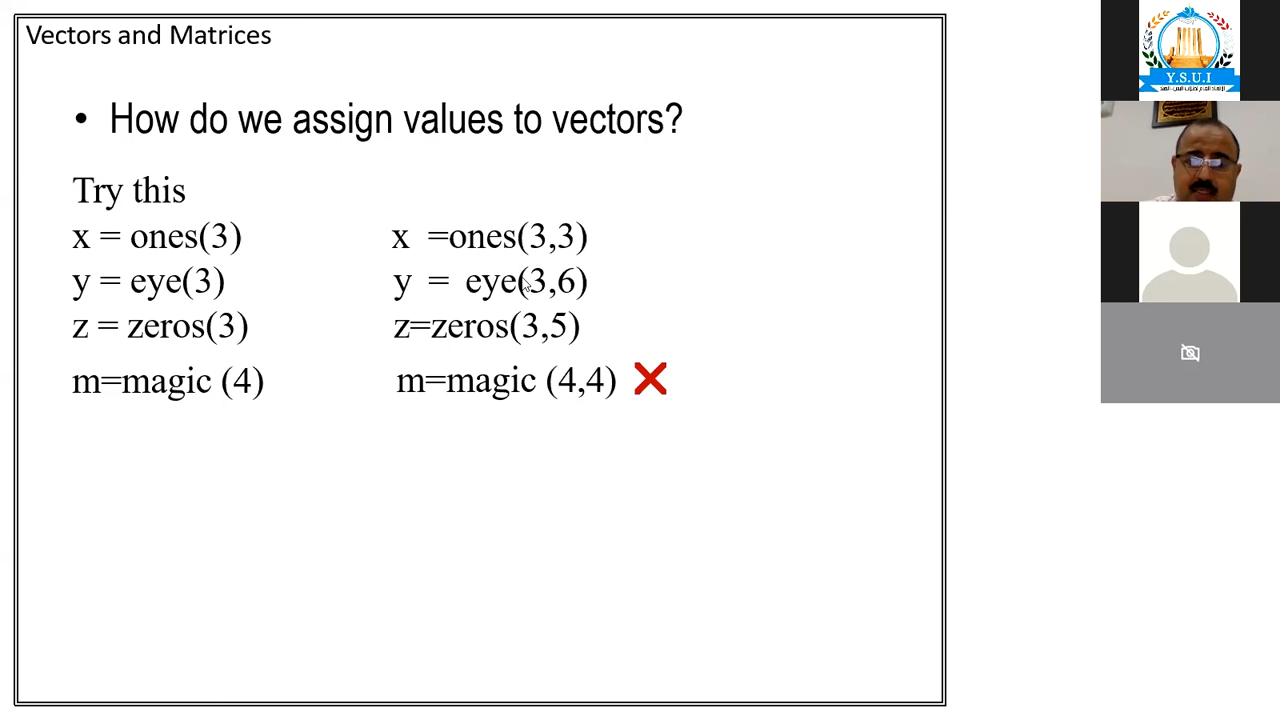 Vectors and Matrices
• How do we assign values to vectors?
Try this
x = ones(3)
x =ones(3,3)
y = eye(3)
y = eye(3,6)
z = zeros(3)
z=zeros(3,5)
m=magic (4)
m=magic (4,4)
Y.S.U.I